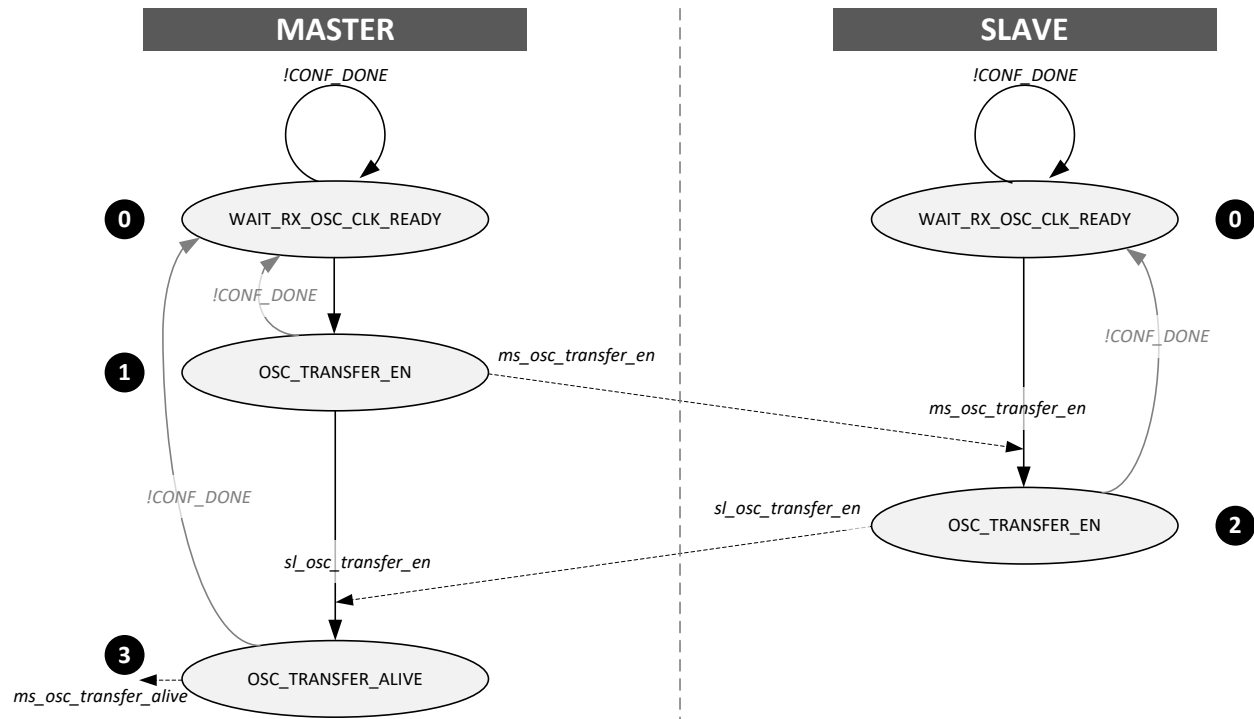 MASTER
SLAVE
!CONF_DONE
!CONF_DONE
0
WAIT_RX_OSC_CLK_READY
WAIT_RX_OSC_CLK_READY
0
!CONF_DONE
!CONF_DONE
1
OSC_TRANSFER_EN
ms_osc_transfer_en
ms_osc_transfer_en
!CONF_DONE
sl_osc_transfer_en
OSC_TRANSFER_EN
2
sl_osc_transfer_en
3
OSC_TRANSFER_ALIVE
ms_osc_transfer_alive